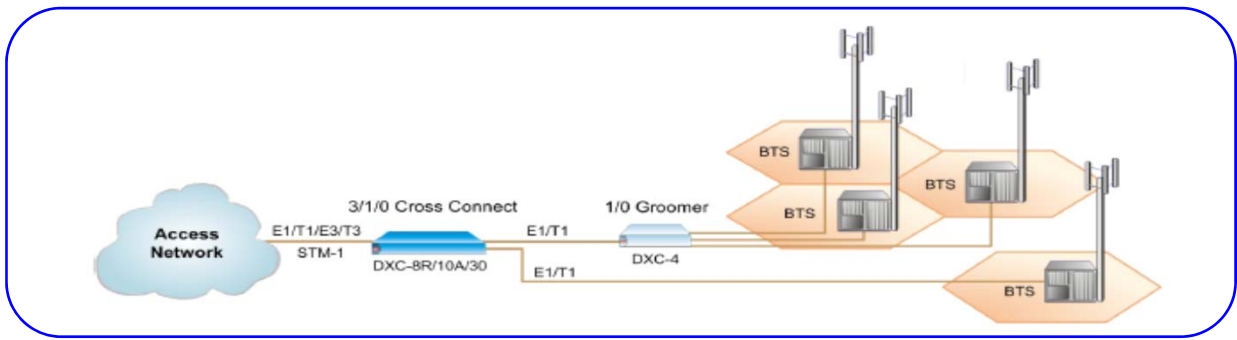 BTS
BTS
BTS
3/1/0 Cross Connect
1/0 Groomer
Access
Network
E1/T1/E3/T3
STM-1
E1/T1
DXC-8R/10A/30
DXC-4
E1/T1
BTS